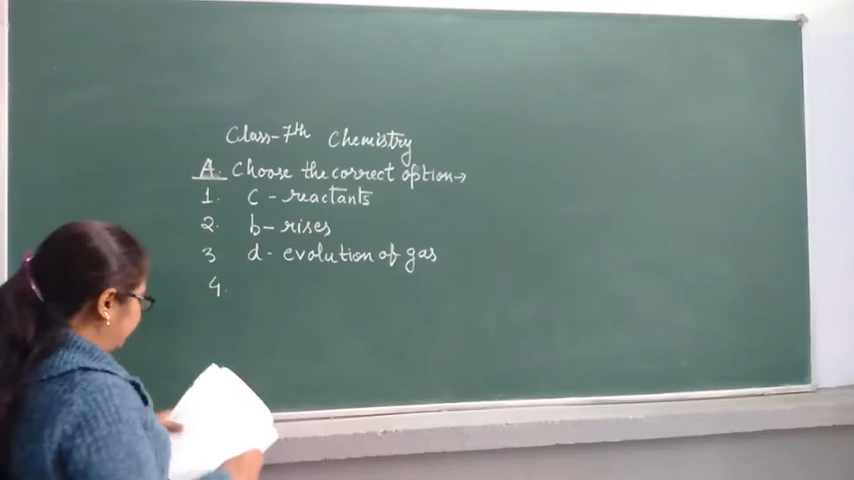 Class-7th Chemistry
A. Choose the correct option→
1. c - reactants
2. b- rises
3 d- evolution of gas
4.